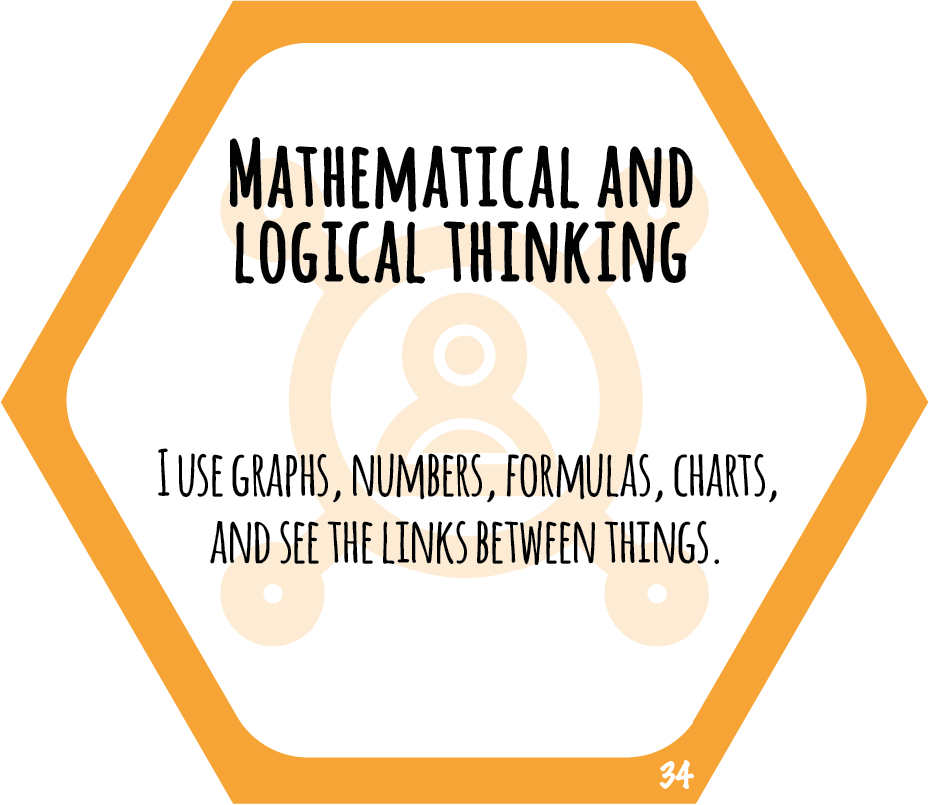 Mathematical and
logical thinking
I use graphs, numbers, formulas, charts,
and see the links between things.
34